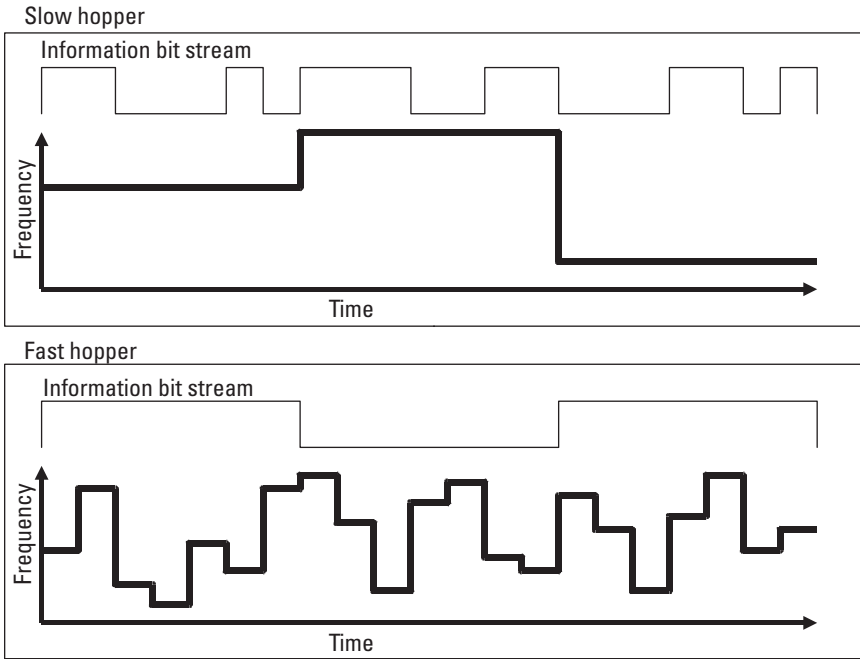 Slow hopper
Information bit stream
Frequency
Time
Fast hopper
Information bit stream
Frequency
Time